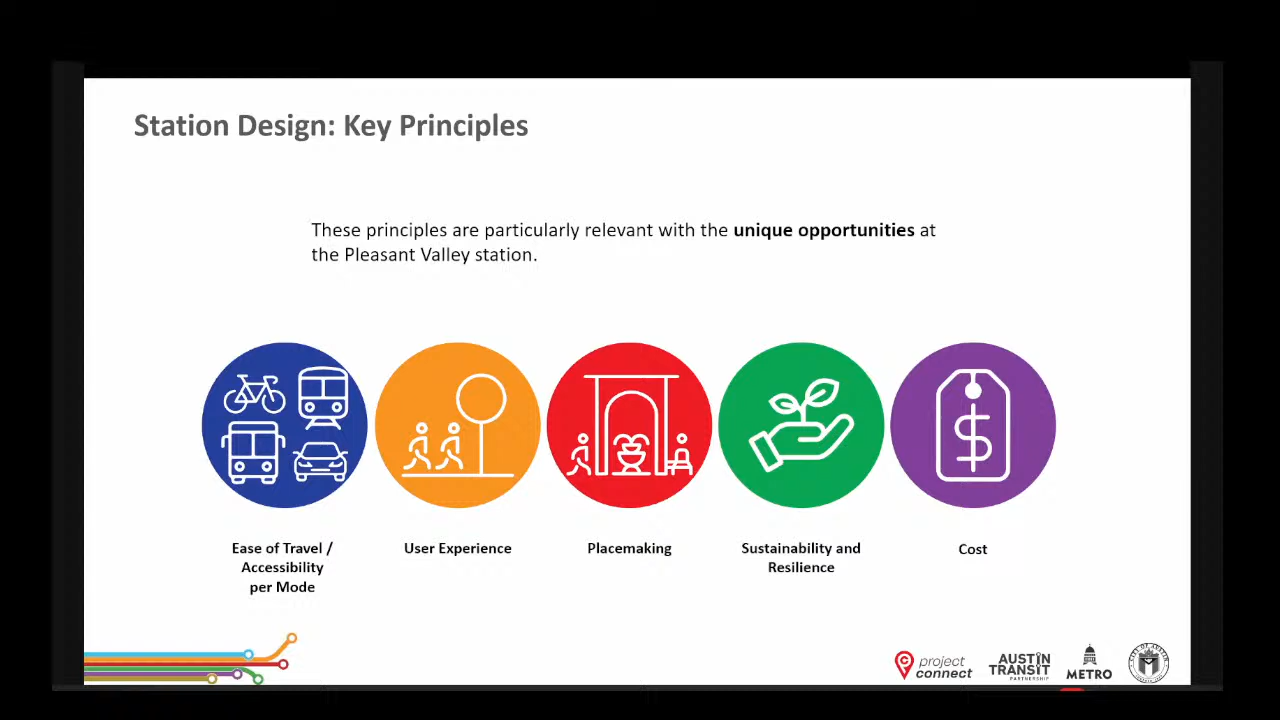 Station Design: Key Principles
These principles are particularly relevant with the unique opportunities at
the Pleasant Valley station.
Ease of Travel /
Accessibility
per Mode
User Experience
Placemaking
Sustainability and
Resilience
Cost
project
connect
AUSTIN
TRANSIT
PARTNERSHIP
METRO